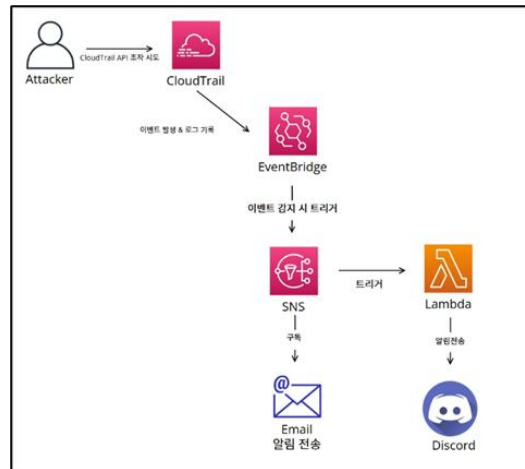 CloudTrail API 조작 시도
Attacker
CloudTrail
이벤트 발생 & 로그 기록
EventBridge
이벤트 감지 시 트리거
SNS
트리거
Lambda
구독
알림전송
@
Email
알림 전송
Discord